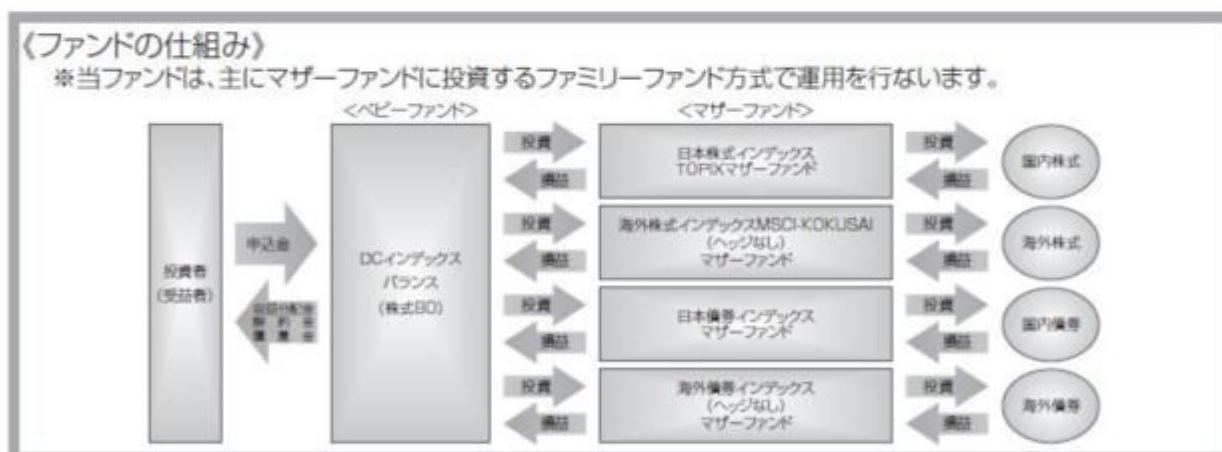 《ファンドの仕組み》
※当ファンドは、主にマザーファンドに投資するファミリーファンド方式で運用を行ないます。
<ベビーファンド>
<マザーファンド>
投資者
(受益者)
申込金
収益分配金
解約金
償還金
DCインデックス
バランス
(株式80)
投資
損益
日本株式インデックス
TOPIXマザーファンド
投資
損益
国内株式
投資
損益
海外株式インデックスMSCI-KOKUSAI
(ヘッジなし)
マザーファンド
投資
損益
海外株式
投資
損益
日本債券インデックス
マザーファンド
投資
損益
国内債券
投資
損益
海外債券インデックス
(ヘッジなし)
マザーファンド
投資
損益
海外債券